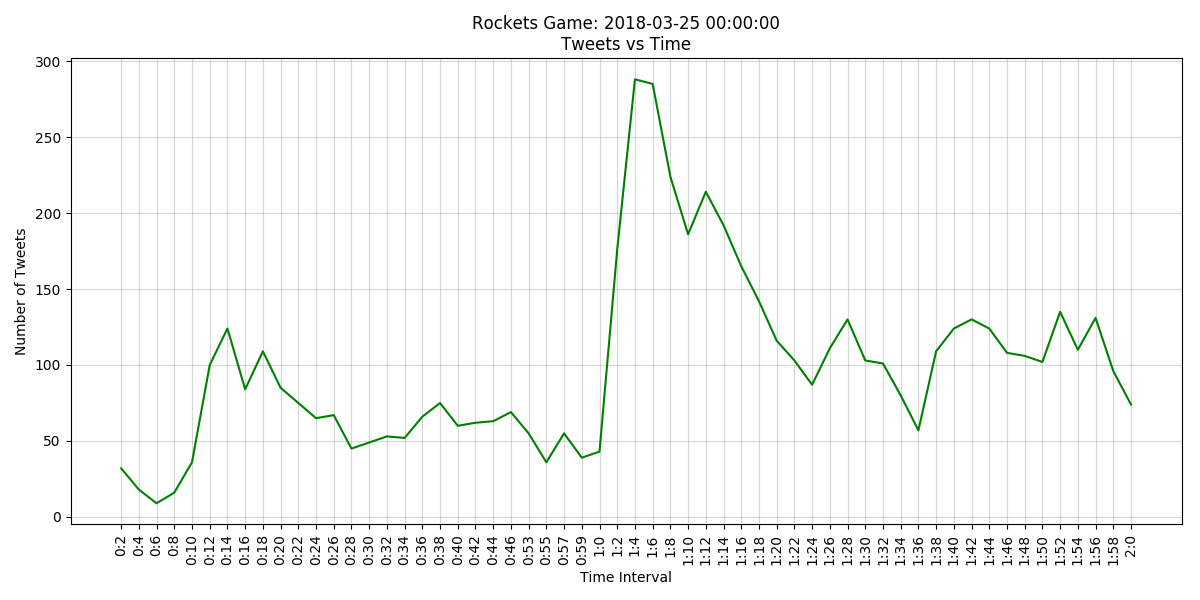 Rockets Game: 2018-03-25 00:00:00
Tweets vs Time
Number of Tweets
300
250
200
150
100
50
0
0:2 0:4 0:6 0:8 0:10 0:12 0:14 0:16 0:18 0:20 0:22 0:24 0:26 0:28 0:30 0:32 0:34 0:36 0:38 0:40 0:42 0:44 0:46 0:53 0:55 0:57 0:59 1:0 1:2 1:4 1:6 1:8 1:10 1:12 1:14 1:16 1:18 1:20 1:22 1:24 1:26 1:28 1:30 1:32 1:34 1:36 1:38 1:40 1:42 1:44 1:46 1:48 1:50 1:52 1:54 1:56 1:58 2:0
Time Interval